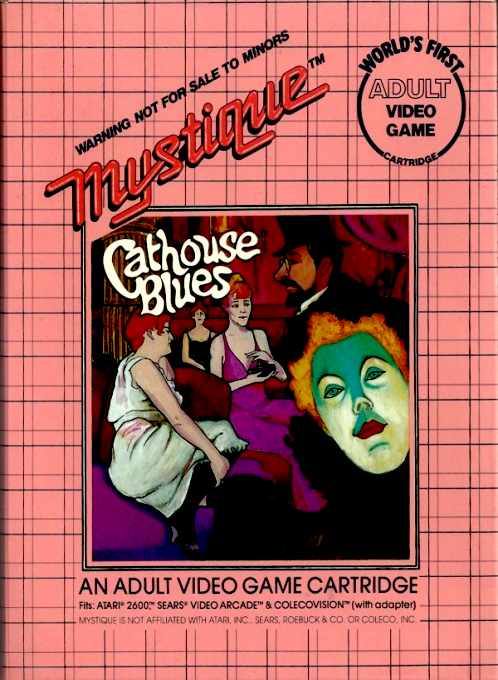 WARNING NOT FOR SALE TO MINORS
Mystique™
WORLD'S FIRST
ADULT
VIDEO
GAME
CARTRIDGE
Cathouse
Blues
AN ADULT VIDEO GAME CARTRIDGE
Fits: ATARI® 2600,™ SEARS® VIDEO ARCADE™ & COLECOVISION™ (with adapter)
MYSTIQUE IS NOT AFFILIATED WITH ATARI, INC., SEARS, ROEBUCK & CO. OR COLECO, INC.